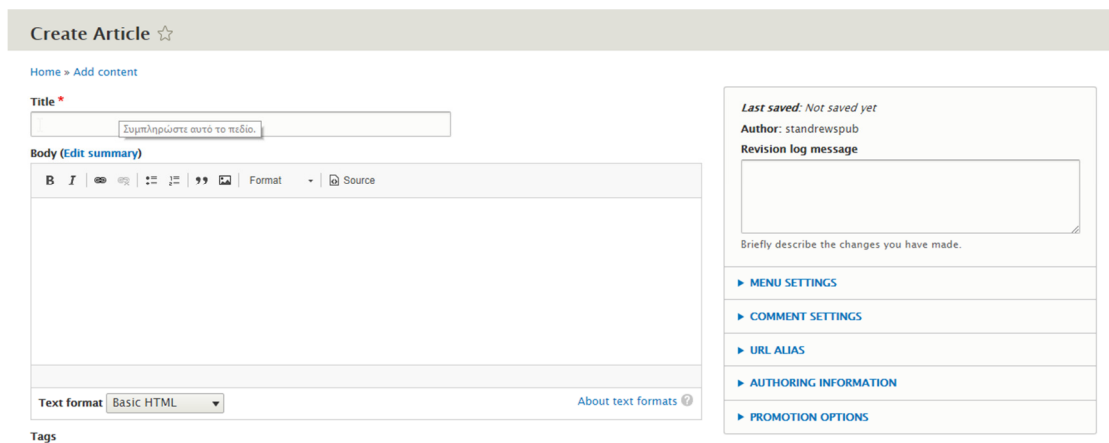 Create Article
Home » Add content
Title *
Συμπληρώστε αυτό το πεδίο.
Body (Edit summary)
B I Format Source
Text format Basic HTML
About text formats ?
Tags
Last saved: Not saved yet
Author: standrewspub
Revision log message
Briefly describe the changes you have made.
MENU SETTINGS
COMMENT SETTINGS
URL ALIAS
AUTHORING INFORMATION
PROMOTION OPTIONS